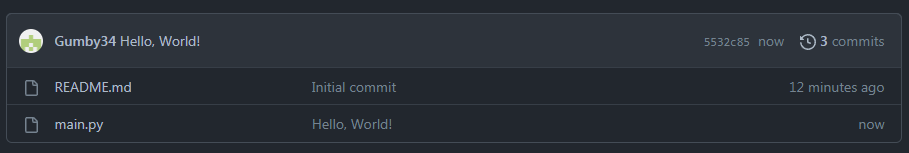 Gumby34 Hello, World! 5532c85 now 3 commits
README.md Initial commit 12 minutes ago
main.py Hello, World! now